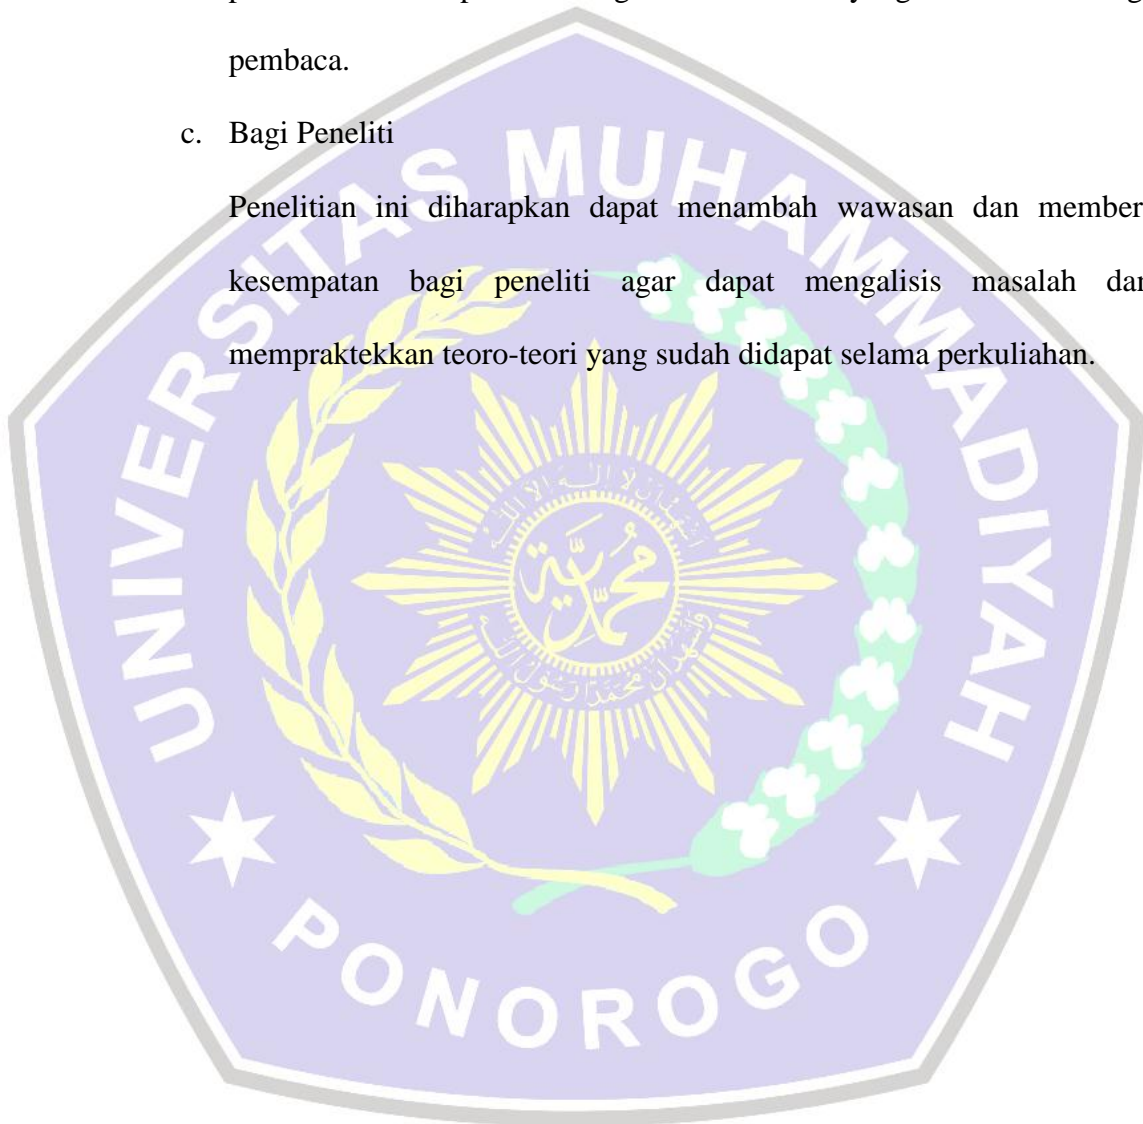 pembaca.
c. Bagi Peneliti
Penelitian ini diharapkan dapat menambah wawasan dan member
kesempatan bagi peneliti agar dapat mengalisis masalah dan
mempraktekkan teoro-teori yang sudah didapat selama perkuliahan.
UNIVERSITAS MUHAMMADIYAH
محمدية
PONOROGO